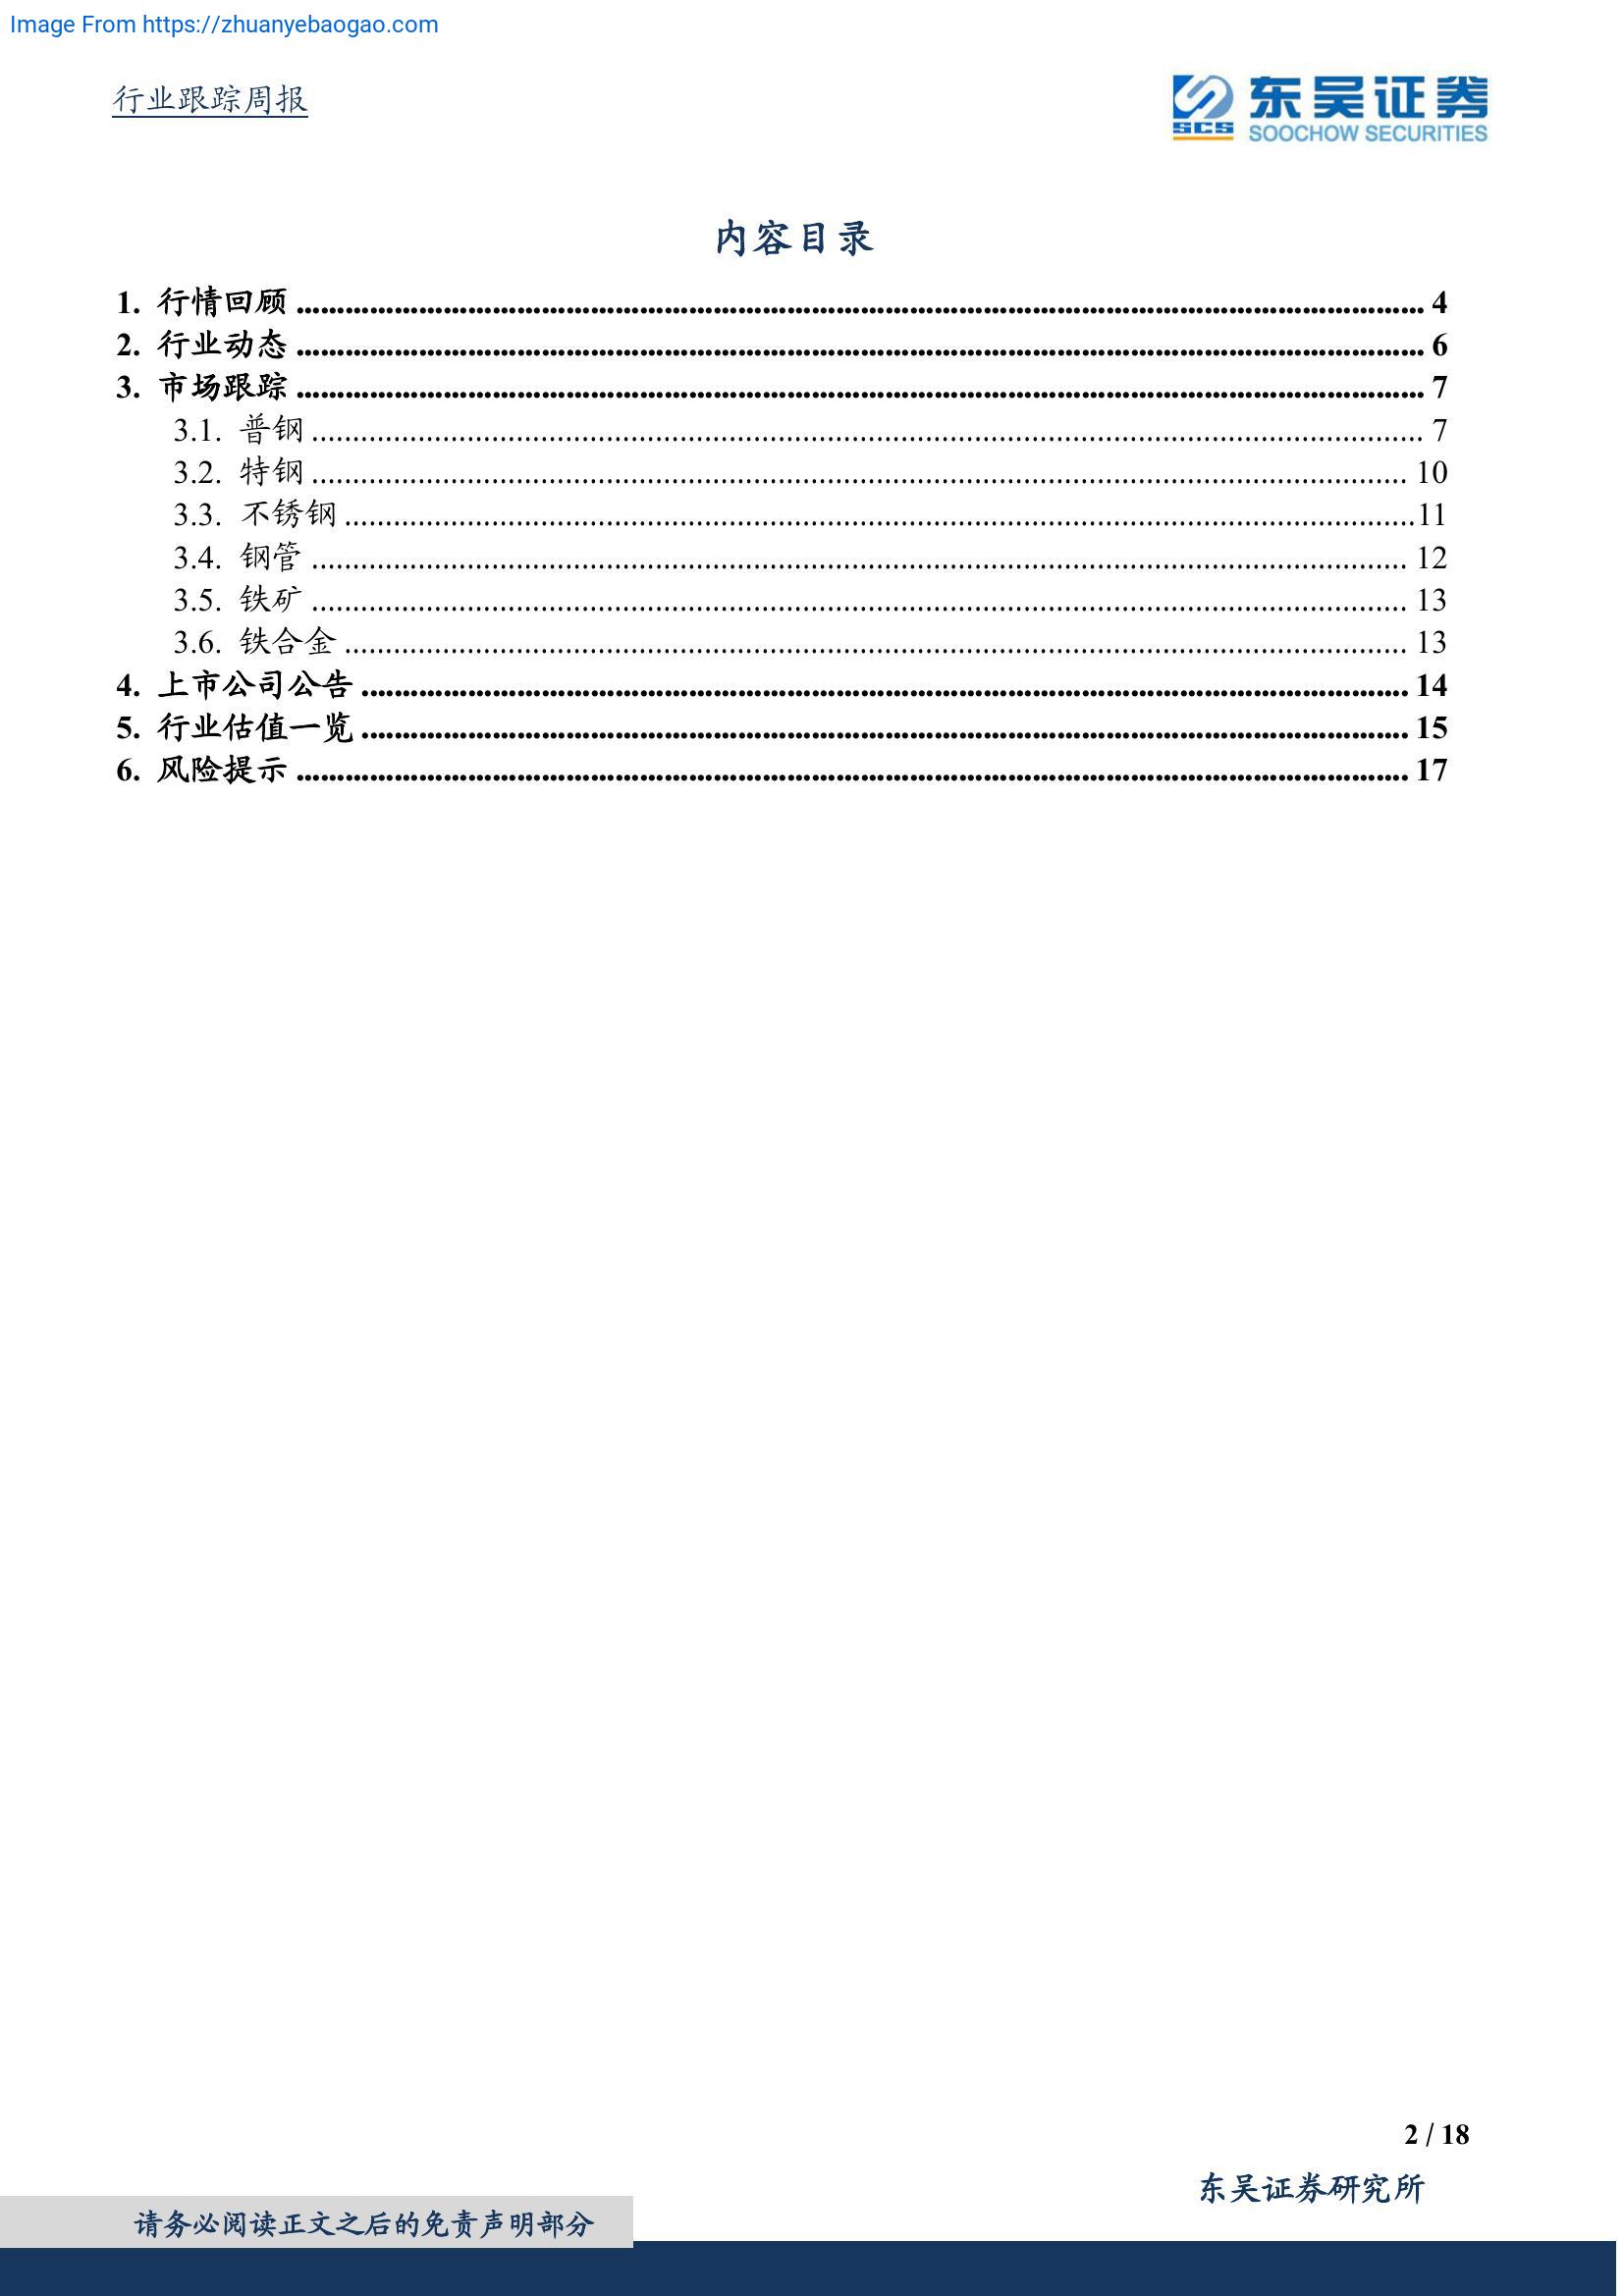 Image From https://zhuanyebaogao.com
行业跟踪周报
SCS 东吴证券
SOOCHOW SECURITIES
内容目录
1. 行情回顾 4
2. 行业动态 6
3. 市场跟踪 7
3.1. 普钢 7
3.2. 特钢 10
3.3. 不锈钢 11
3.4. 钢管 12
3.5. 铁矿 13
3.6. 铁合金 13
4. 上市公司公告 14
5. 行业估值一览 15
6. 风险提示 17
2 / 18
东吴证券研究所
请务必阅读正文之后的免责声明部分